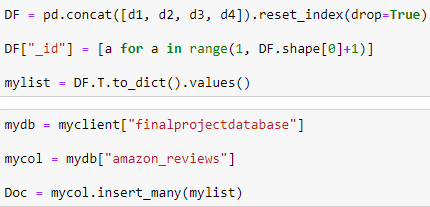 DF = pd.concat([d1, d2, d3, d4]).reset_index(drop=True)
DF["_id"] = [a for a in range(1, DF.shape[0]+1)]
mylist = DF.T.to_dict().values()
mydb = myclient["finalprojectdatabase"]
mycol = mydb["amazon_reviews"]
Doc = mycol.insert_many(mylist)